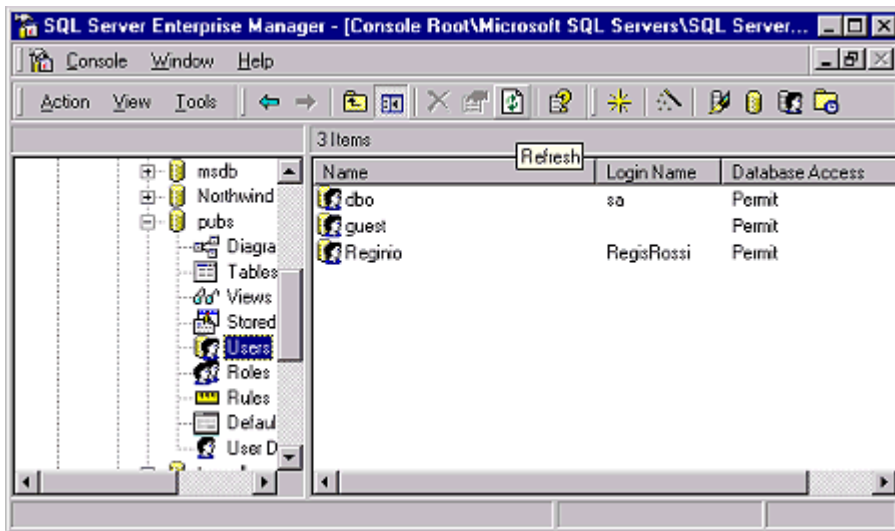 SQL Server Enterprise Manager - [Console Root\Microsoft SQL Servers\SQL Server...
Console Window Help
Action View Tools
3 Items
Refresh
Name Login Name Database Access
dbo sa Permit
guest Permit
Reginio RegisRossi Permit
msdb
Northwind
pubs
Diagra
Tables
Views
Stored
Users
Roles
Rules
Defaul
User D